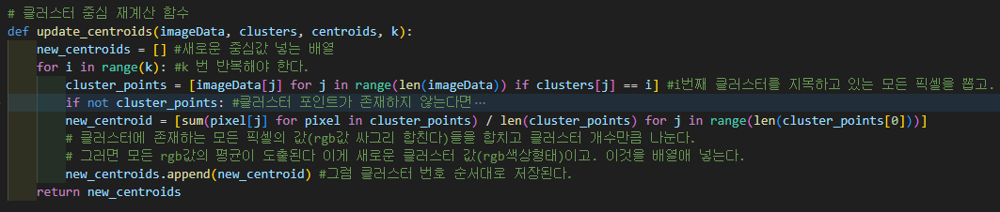 # 클러스터 중심 재계산 함수
def update_centroids(imageData, clusters, centroids, k):
    new_centroids = [] #새로운 중심값 넣는 배열
    for i in range(k): #k 번 반복해야 한다.
        cluster_points = [imageData[j] for j in range(len(imageData)) if clusters[j] == i] #i번째 클러스터를 지목하고 있는 모든 픽셀을 뽑고.
        if not cluster_points: #클러스터 포인트가 존재하지 않는다면…
        new_centroid = [sum(pixel[j] for pixel in cluster_points) / len(cluster_points) for j in range(len(cluster_points[0]))]
        # 클러스터에 존재하는 모든 픽셀의 값(rgb값 싸그리 합친다)들을 합치고 클러스터 개수만큼 나눈다.
        # 그러면 모든 rgb값의 평균이 도출된다 이게 새로운 클러스터 값(rgb색상형태)이고. 이것을 배열애 넣는다.
        new_centroids.append(new_centroid) #그럼 클러스터 번호 순서대로 저장된다.
    return new_centroids